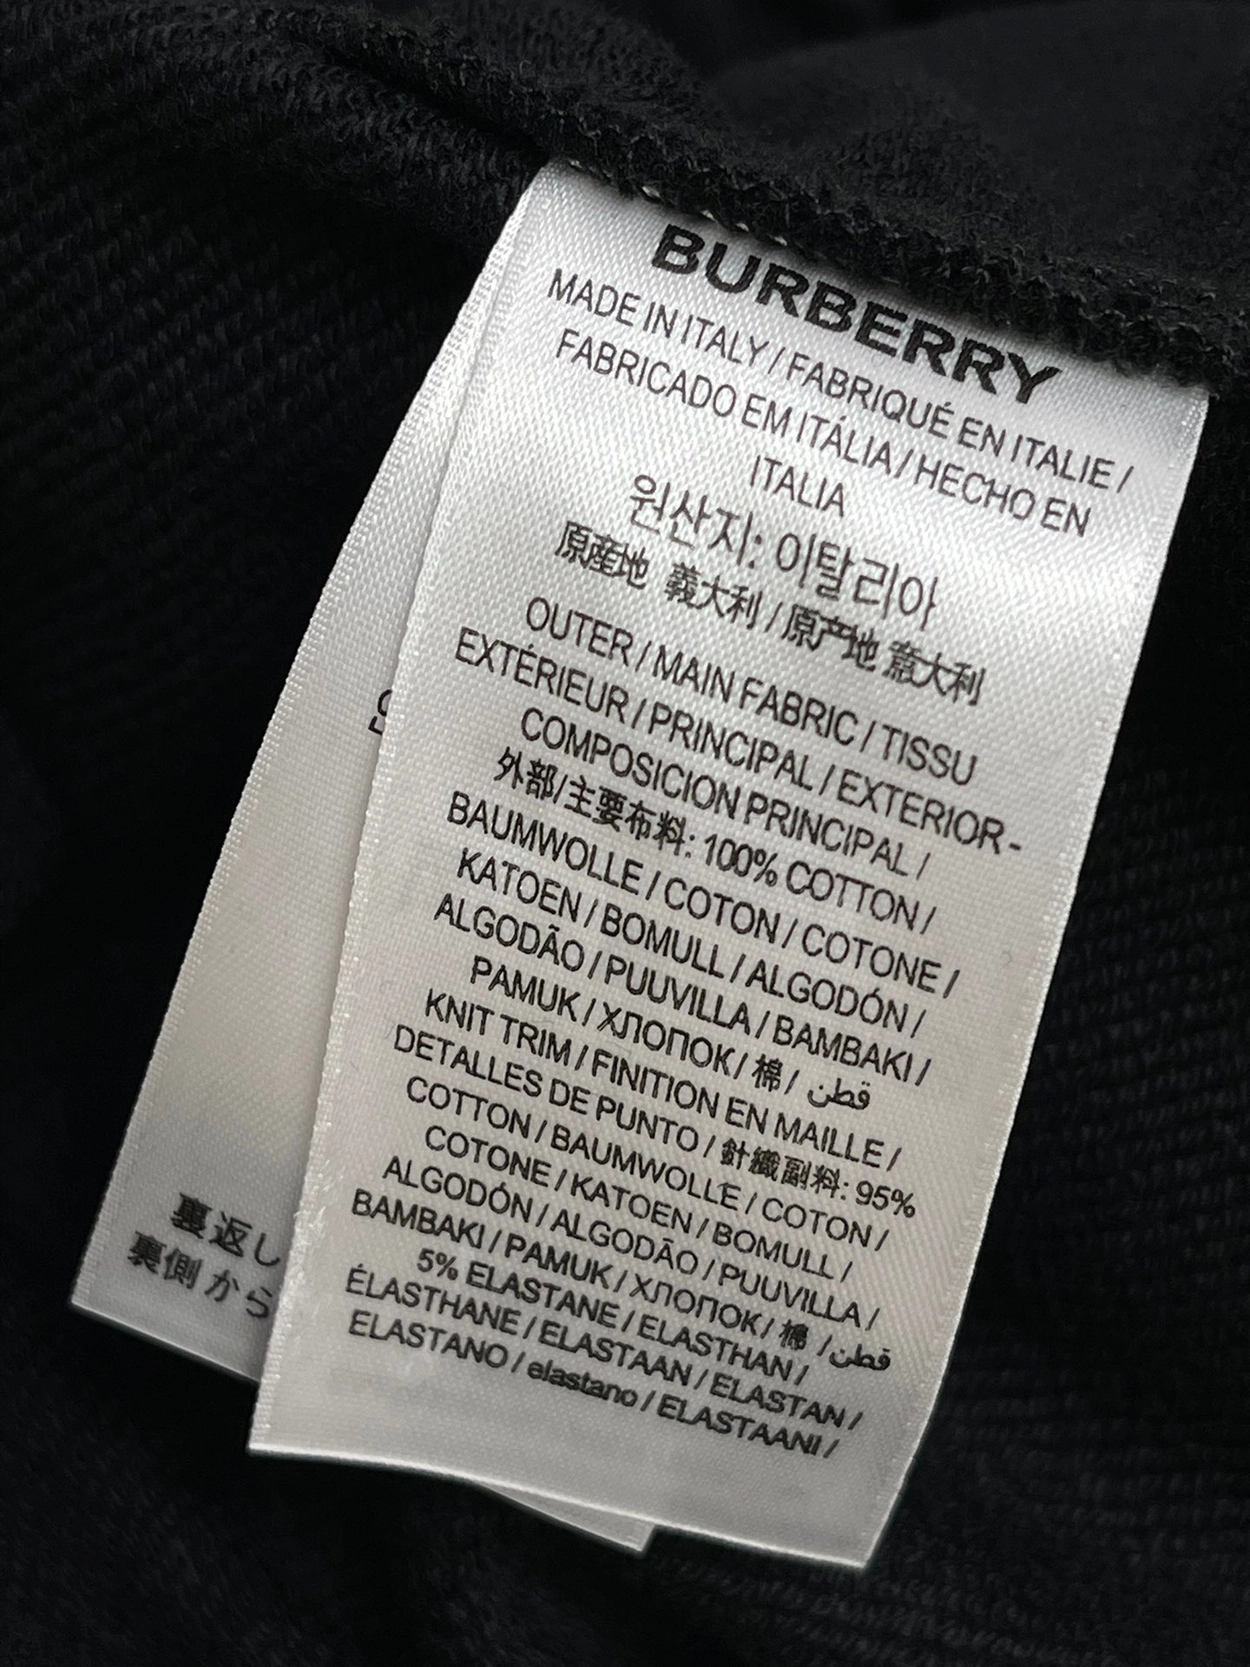 BURBERRY
MADE IN ITALY / FABRIQUÉ EN ITALIE /
FABRICADO EM ITÁLIA / HECHO EN
ITALIA
원산지: 이탈리아
原産地 義大利 / 原产地 意大利
OUTER / MAIN FABRIC / TISSU
EXTÉRIEUR / PRINCIPAL / EXTERIOR-
COMPOSICION PRINCIPAL /
外部/主要布料: 100% COTTON /
BAUMWOLLE / COTON / COTONE /
KATOEN / BOMULL / ALGODÓN /
ALGODÃO / PUUVILLA / BAMBAKI /
PAMUK / ХЛОПОК / 棉 / قطن
KNIT TRIM / FINITION EN MAILLE /
DETALLES DE PUNTO / 針織副料: 95%
COTTON / BAUMWOLLE / COTON /
COTONE / KATOEN / BOMULL /
ALGODÓN / ALGODÃO / PUUVILLA /
BAMBAKI / PAMUK / ХЛОПОК / 棉 / قطن
5% ELASTANE / ELASTHAN /
ÉLASTHANE / ELASTAAN / ELASTAN /
ELASTANO / elastano / ELASTAANI /
裏返し
裏側から